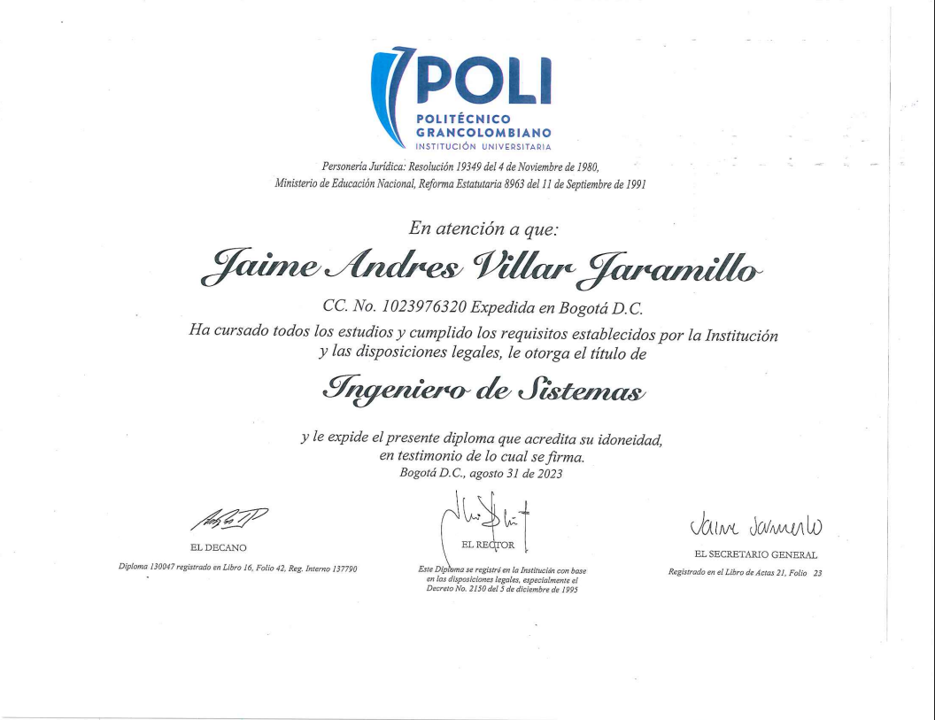 POLI
POLITÉCNICO
GRANCOLOMBIANO
INSTITUCIÓN UNIVERSITARIA
Personería Jurídica: Resolución 19349 del 4 de Noviembre de 1980,
Ministerio de Educación Nacional, Reforma Estatutaria 8963 del 11 de Septiembre de 1991
En atención a que:
Jaime Andres Villar Jaramillo
CC. No. 1023976320 Expedida en Bogotá D.C.
Ha cursado todos los estudios y cumplido los requisitos establecidos por la Institución
y las disposiciones legales, le otorga el título de
Ingeniero de Sistemas
y le expide el presente diploma que acredita su idoneidad,
en testimonio de lo cual se firma.
Bogotá D.C., agosto 31 de 2023
EL DECANO
Diploma 130047 registrado en Libro 16, Folio 42, Reg. Interno 137790
EL RECTOR
Este Diploma se registró en la Institución con base
en las disposiciones legales, especialmente el
Decreto No. 2150 del 5 de diciembre de 1995
Jaime Jaramillo
EL SECRETARIO GENERAL
Registrado en el Libro de Actas 21, Folio 23